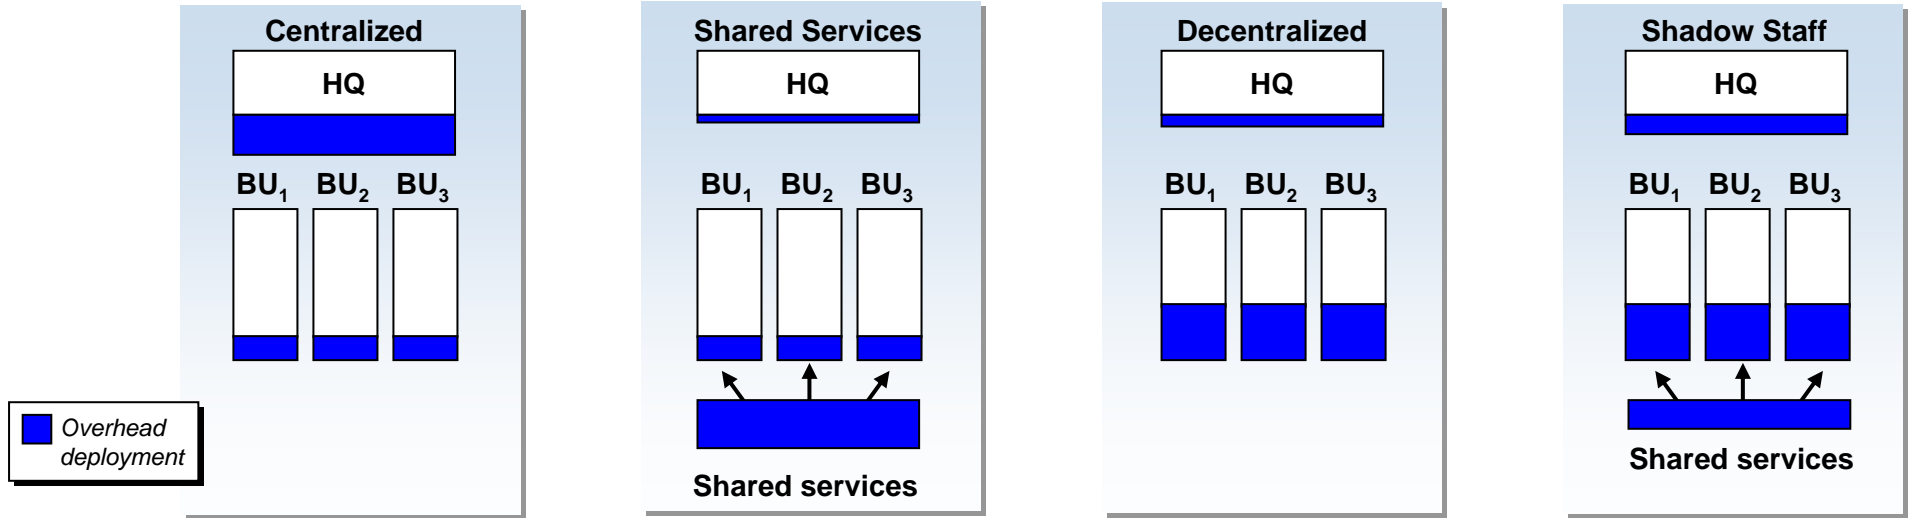 Centralized
HQ
BU1 BU2 BU3
Shared Services
HQ
BU1 BU2 BU3
Shared services
Decentralized
HQ
BU1 BU2 BU3
Shadow Staff
HQ
BU1 BU2 BU3
Shared services
Overhead
deployment